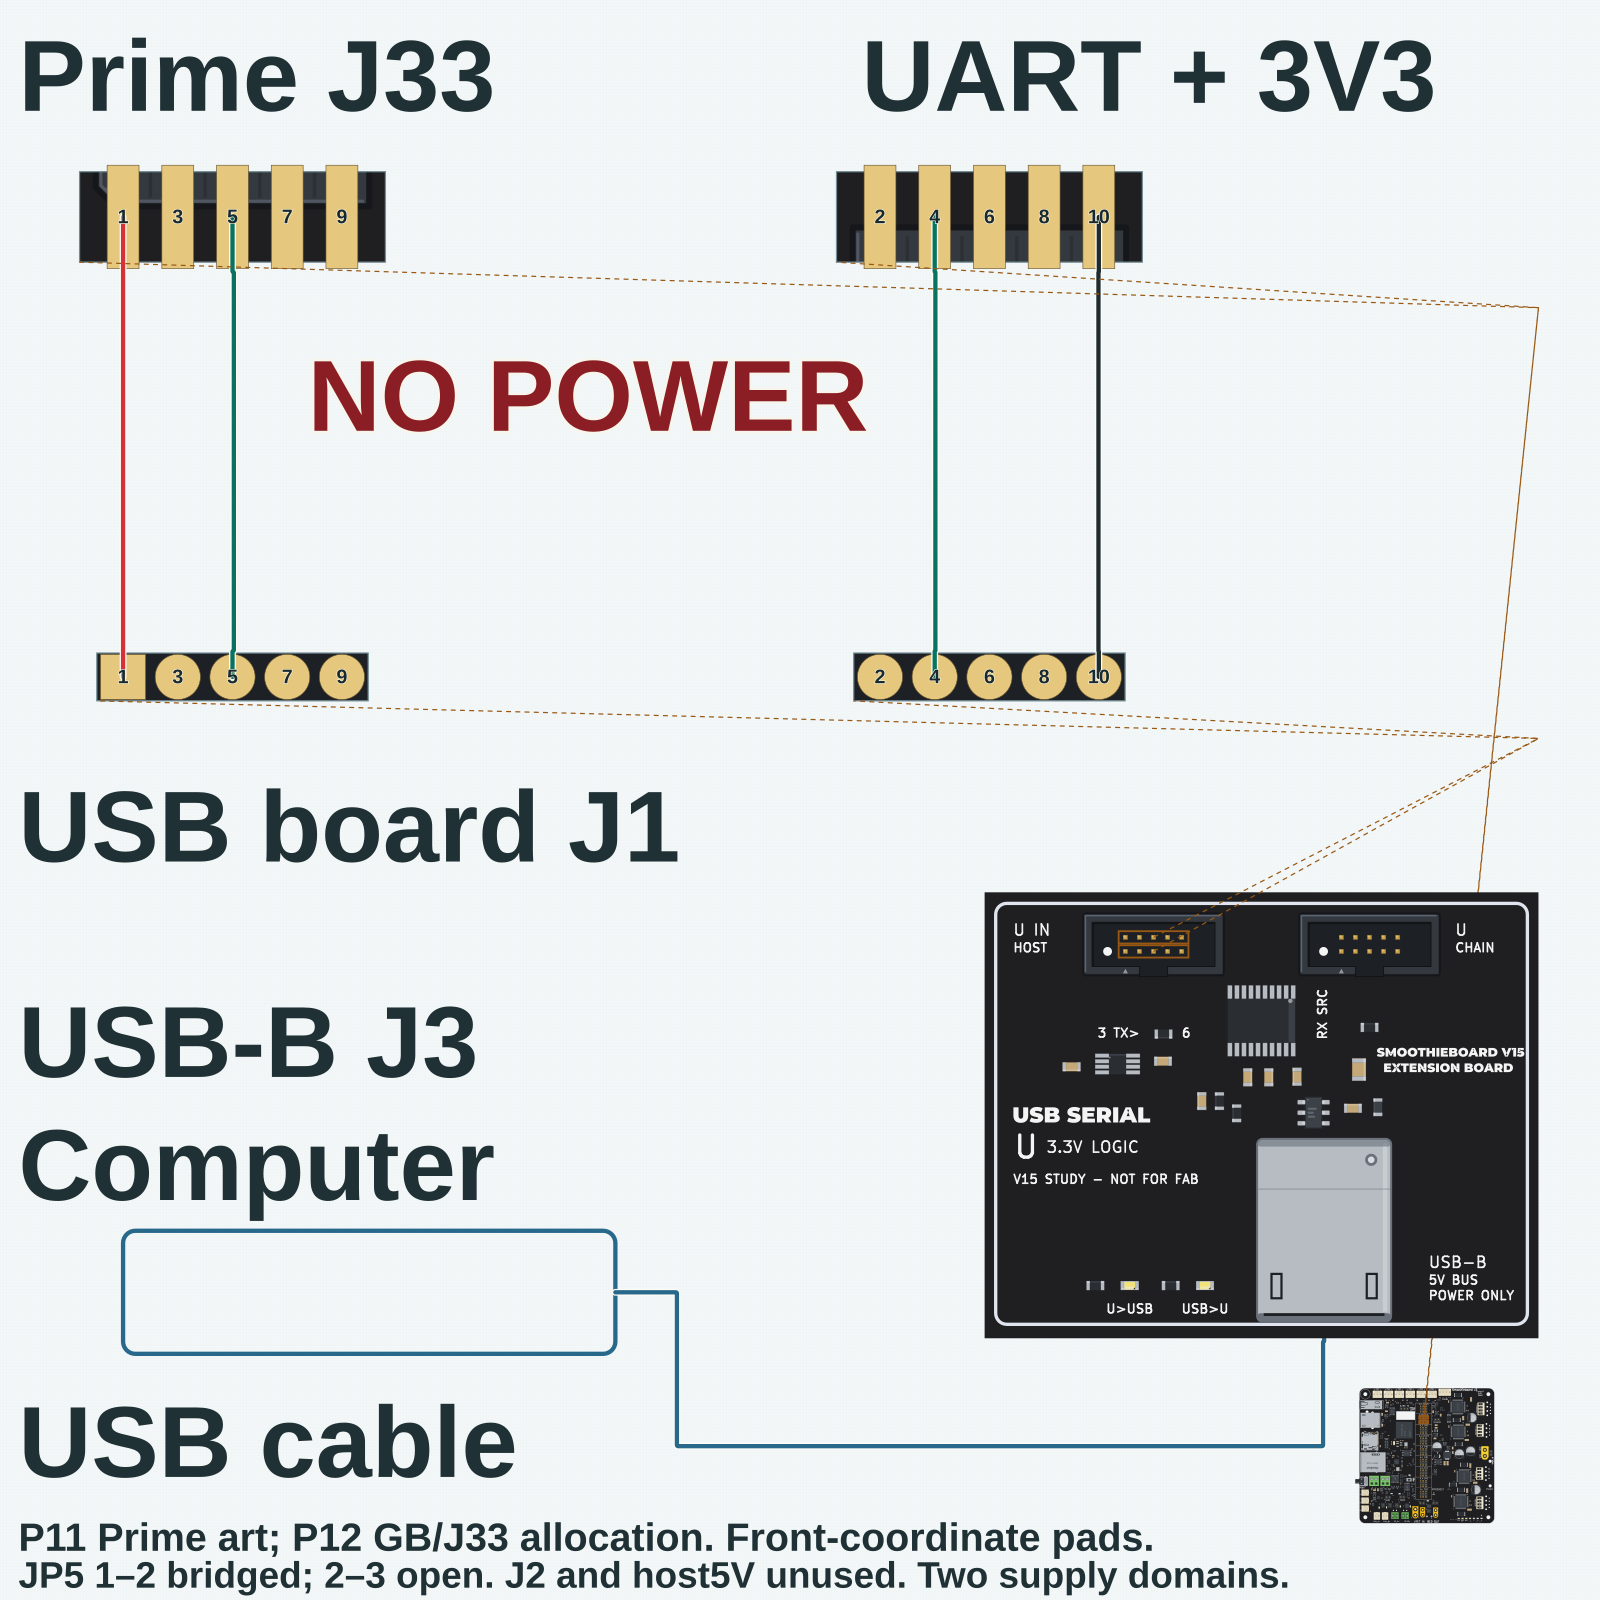 Prime J33
UART + 3V3
1 3 5 7 9
2 4 6 8 10
NO POWER
1 3 5 7 9
2 4 6 8 10
USB board J1
U IN
HOST
U
CHAIN
RX SRC
3 TX> 6
SMOOTHIEBOARD V15
EXTENSION BOARD
USB SERIAL
U 3.3V LOGIC
V15 STUDY – NOT FOR FAB
USB-B
5V BUS
POWER ONLY
U>USB
USB>U
USB-B J3
Computer
USB cable
P11 Prime art; P12 GB/J33 allocation. Front-coordinate pads.
JP5 1–2 bridged; 2–3 open. J2 and host5V unused. Two supply domains.